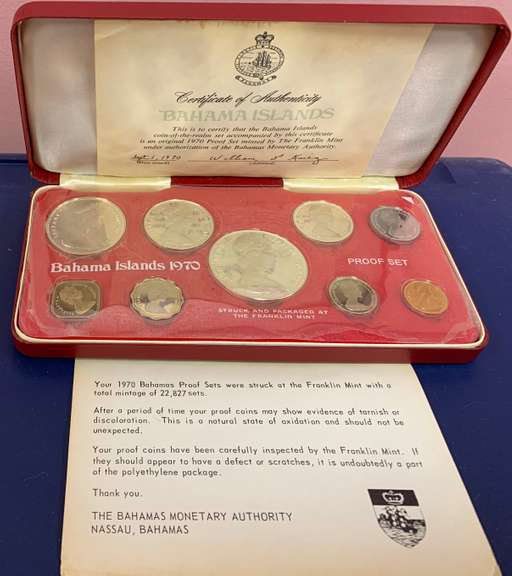 Certificate of Authenticity
BAHAMA ISLANDS
This is to certify that the Bahama Islands
coin-of-the-realm set accompanied by this certificate
is an original 1970 Proof Set minted by The Franklin Mint
under authorization of the Bahamas Monetary Authority.
Sept. 1, 1970
Bahama Islands 1970
PROOF SET
STRUCK AND PACKAGED AT
THE FRANKLIN MINT
Your 1970 Bahamas Proof Sets were struck at the Franklin Mint with a
total mintage of 22,827 sets.
After a period of time your proof coins may show evidence of tarnish or
discoloration. This is a natural state of oxidation and should not be
unexpected.
Your proof coins have been carefully inspected by the Franklin Mint. If
they should appear to have a defect or scratches, it is undoubtedly a part
of the polyethylene package.
Thank you.
THE BAHAMAS MONETARY AUTHORITY
NASSAU, BAHAMAS